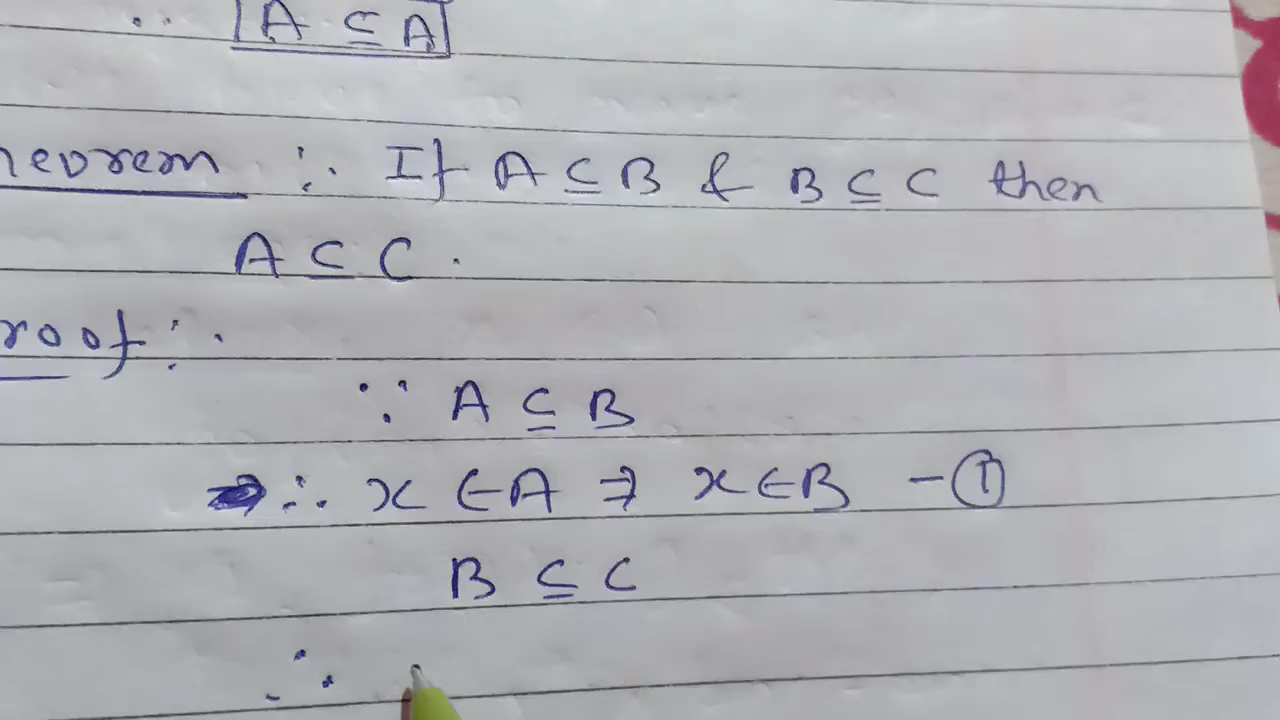 ∴ A ⊆ A
heorem :. If A ⊆ B & B ⊆ C then
A ⊆ C.
roof :.
∵ A ⊆ B
∴ x ∈ A ⇒ x ∈ B - ①
B ⊆ C
∴